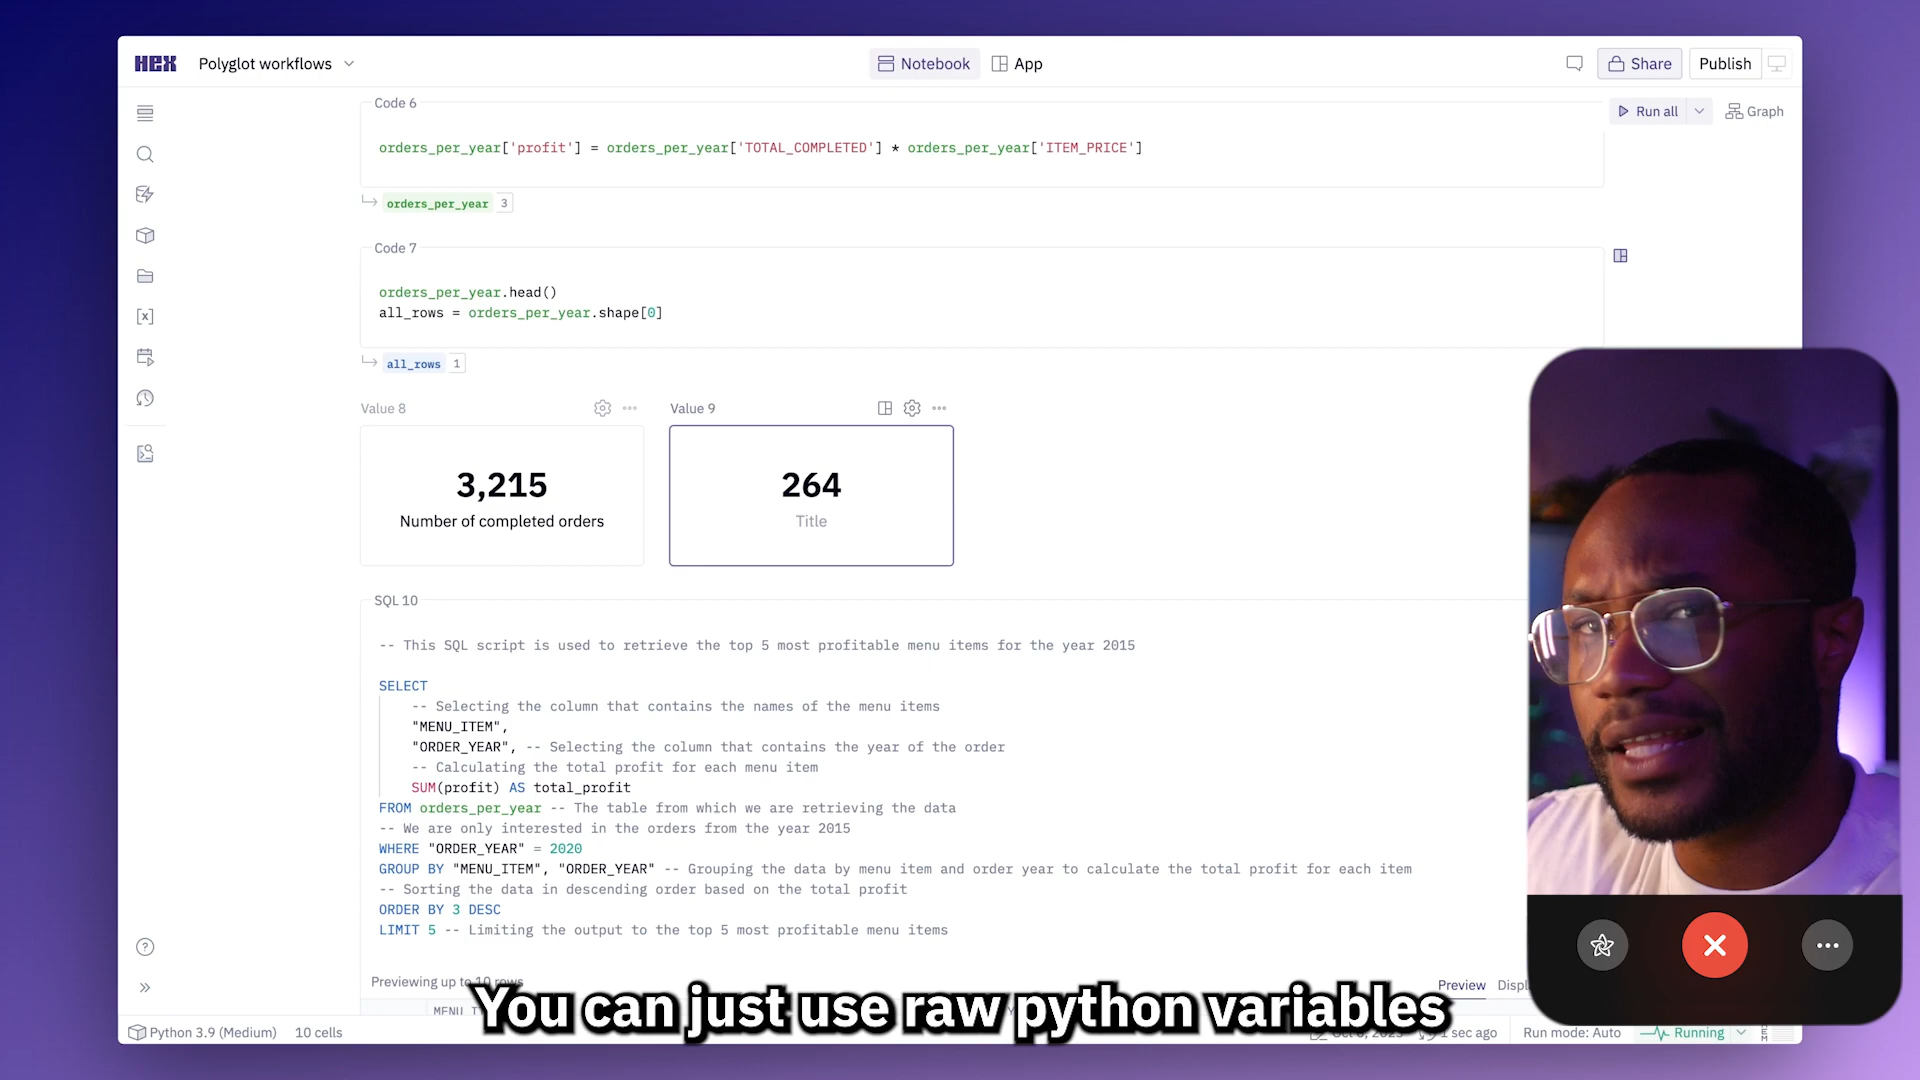 HEX
Polyglot workflows
Notebook
App
Share
Publish
Run all
Graph
Code 6
orders_per_year['profit'] = orders_per_year['TOTAL_COMPLETED'] * orders_per_year['ITEM_PRICE']
orders_per_year 3
Code 7
orders_per_year.head()
all_rows = orders_per_year.shape[0]
all_rows 1
Value 8
Value 9
3,215
Number of completed orders
264
Title
SQL 10
-- This SQL script is used to retrieve the top 5 most profitable menu items for the year 2015
SELECT
-- Selecting the column that contains the names of the menu items
"MENU_ITEM",
"ORDER_YEAR", -- Selecting the column that contains the year of the order
-- Calculating the total profit for each menu item
SUM(profit) AS total_profit
FROM orders_per_year -- The table from which we are retrieving the data
-- We are only interested in the orders from the year 2015
WHERE "ORDER_YEAR" = 2020
GROUP BY "MENU_ITEM", "ORDER_YEAR" -- Grouping the data by menu item and order year to calculate the total profit for each item
-- Sorting the data in descending order based on the total profit
ORDER BY 3 DESC
LIMIT 5 -- Limiting the output to the top 5 most profitable menu items
Previewing up to 10 rows
Preview
You can just use raw python variables
Python 3.9 (Medium)
10 cells
1 sec ago
Run mode: Auto
Running